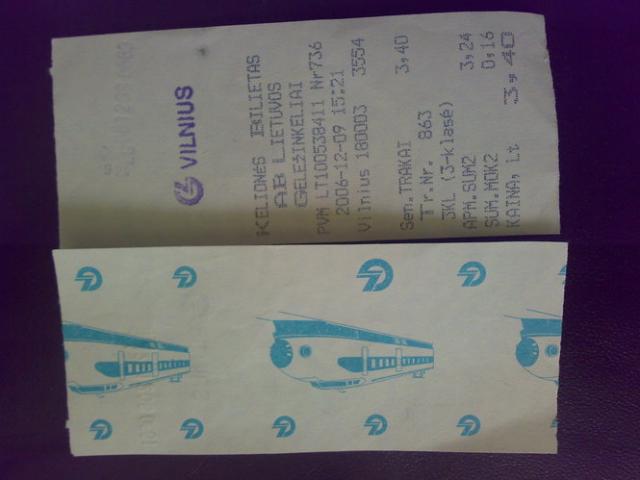 VILNIUS
KELIONĖS BILIETAS
AB LIETUVOS
GELEŽINKELIAI
PVM LT100538411 Nr736
2006-12-09 15:21
Vilnius 180003 3554
Sen.TRAKAI 3,40
Tr.Nr. 863
3KL (3-klasė)
APM.SUM2 3,24
SUM.MOK2 0,16
KAINA, Lt 3,40